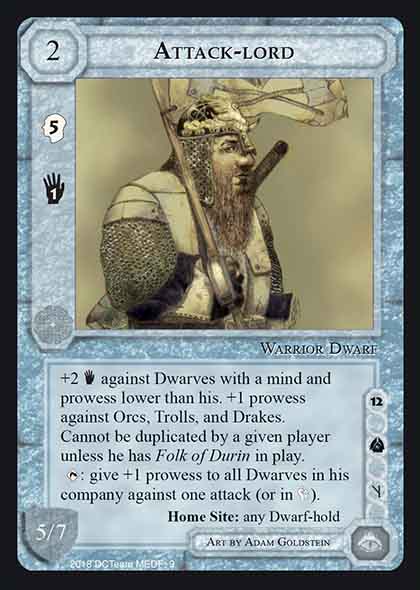 2
ATTACK-LORD
5
1
WARRIOR DWARF
+2 against Dwarves with a mind and
prowess lower than his. +1 prowess
against Orcs, Trolls, and Drakes.
Cannot be duplicated by a given player
unless he has Folk of Durin in play.
: give +1 prowess to all Dwarves in his
company against one attack (or in ).
Home Site: any Dwarf-hold
12
5/7
ART BY ADAM GOLDSTEIN
2018 DCTeam MEDF: 9